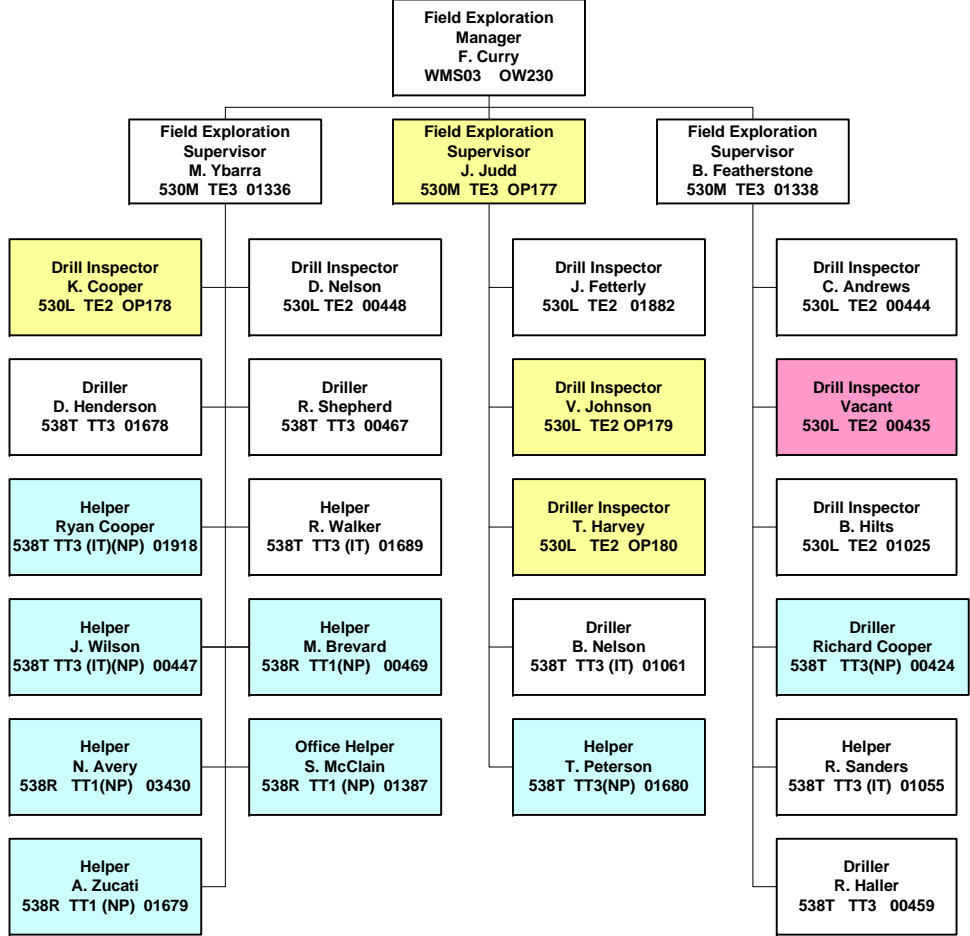 Field Exploration
Manager
F. Curry
WMS03 OW230
Field Exploration
Supervisor
M. Ybarra
530M TE3 01336
Field Exploration
Supervisor
J. Judd
530M TE3 OP177
Field Exploration
Supervisor
B. Featherstone
530M TE3 01338
Drill Inspector
K. Cooper
530L TE2 OP178
Drill Inspector
D. Nelson
530L TE2 00448
Drill Inspector
J. Fetterly
530L TE2 01882
Drill Inspector
C. Andrews
530L TE2 00444
Driller
D. Henderson
538T TT3 01678
Driller
R. Shepherd
538T TT3 00467
Drill Inspector
V. Johnson
530L TE2 OP179
Drill Inspector
Vacant
530L TE2 00435
Helper
Ryan Cooper
538T TT3 (IT)(NP) 01918
Helper
R. Walker
538T TT3 (IT) 01689
Driller Inspector
T. Harvey
530L TE2 OP180
Drill Inspector
B. Hilts
530L TE2 01025
Helper
J. Wilson
538T TT3 (IT)(NP) 00447
Helper
M. Brevard
538R TT1(NP) 00469
Driller
B. Nelson
538T TT3 (IT) 01061
Driller
Richard Cooper
538T TT3(NP) 00424
Helper
N. Avery
538R TT1(NP) 03430
Office Helper
S. McClain
538R TT1 (NP) 01387
Helper
T. Peterson
538T TT3(NP) 01680
Helper
R. Sanders
538T TT3 (IT) 01055
Helper
A. Zucati
538R TT1 (NP) 01679
Driller
R. Haller
538T TT3 00459